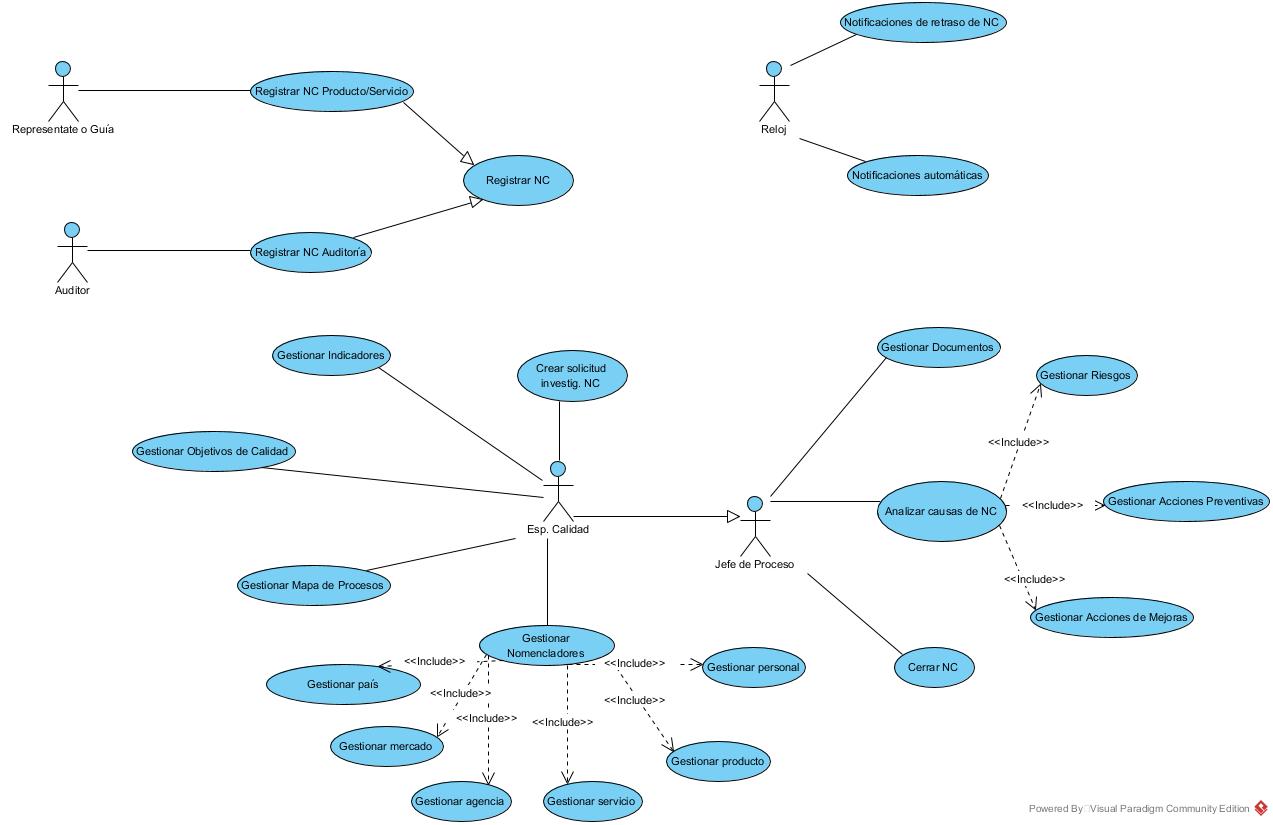 Notificaciones de retraso de NC
Registrar NC Producto/Servicio
Representate o Guía
Reloj
Registrar NC
Notificaciones automáticas
Registrar NC Auditoría
Auditor
Gestionar Indicadores
Crear solicitud
investig. NC
Gestionar Documentos
Gestionar Riesgos
<<Include>>
Gestionar Objetivos de Calidad
Gestionar Acciones Preventivas
<<Include>>
Analizar causas de NC
Esp. Calidad
Jefe de Proceso
<<Include>>
Gestionar Mapa de Procesos
Gestionar Acciones de Mejoras
Gestionar
Nomencladores
<<Include>>
<<Include>>
Gestionar personal
Cerrar NC
Gestionar país
<<Include>>
<<Include>>
<<Include>>
<<Include>>
Gestionar mercado
Gestionar producto
Gestionar agencia
Gestionar servicio
Powered By Visual Paradigm Community Edition